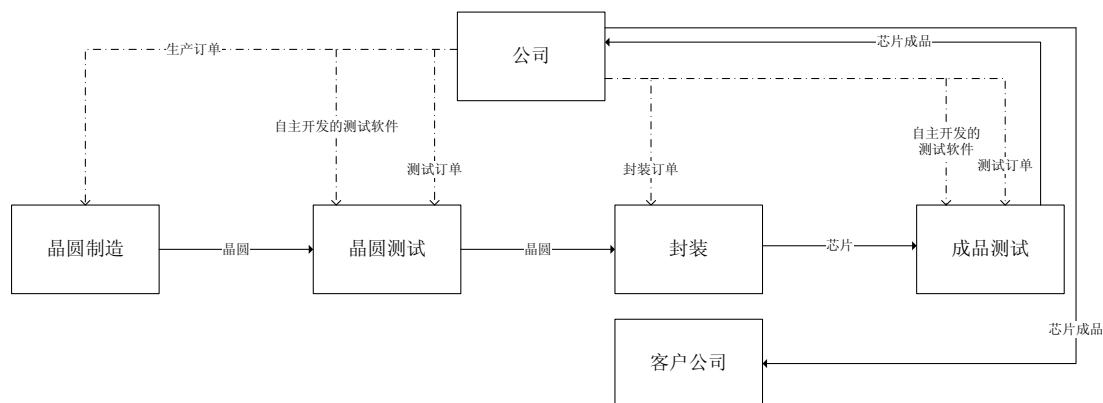 公司
生产订单
芯片成品
自主开发的测试软件
测试订单
封装订单
自主开发的
测试软件
测试订单
晶圆制造
晶圆
晶圆测试
晶圆
封装
芯片
成品测试
芯片成品
客户公司